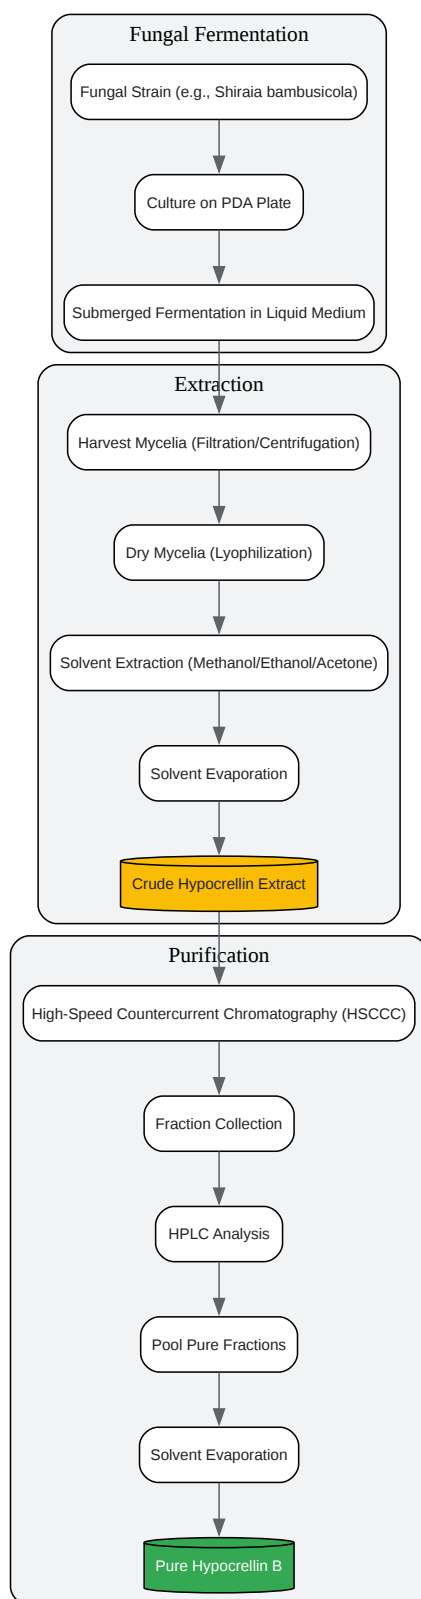 Fungal Fermentation
Fungal Strain (e.g., Shiraia bambusicola)
Culture on PDA Plate
Submerged Fermentation in Liquid Medium
Extraction
Harvest Mycelia (Filtration/Centrifugation)
Dry Mycelia (Lyophilization)
Solvent Extraction (Methanol/Ethanol/Acetone)
Solvent Evaporation
Crude Hypocrellin Extract
Purification
High-Speed Countercurrent Chromatography (HSCCC)
Fraction Collection
HPLC Analysis
Pool Pure Fractions
Solvent Evaporation
Pure Hypocrellin B